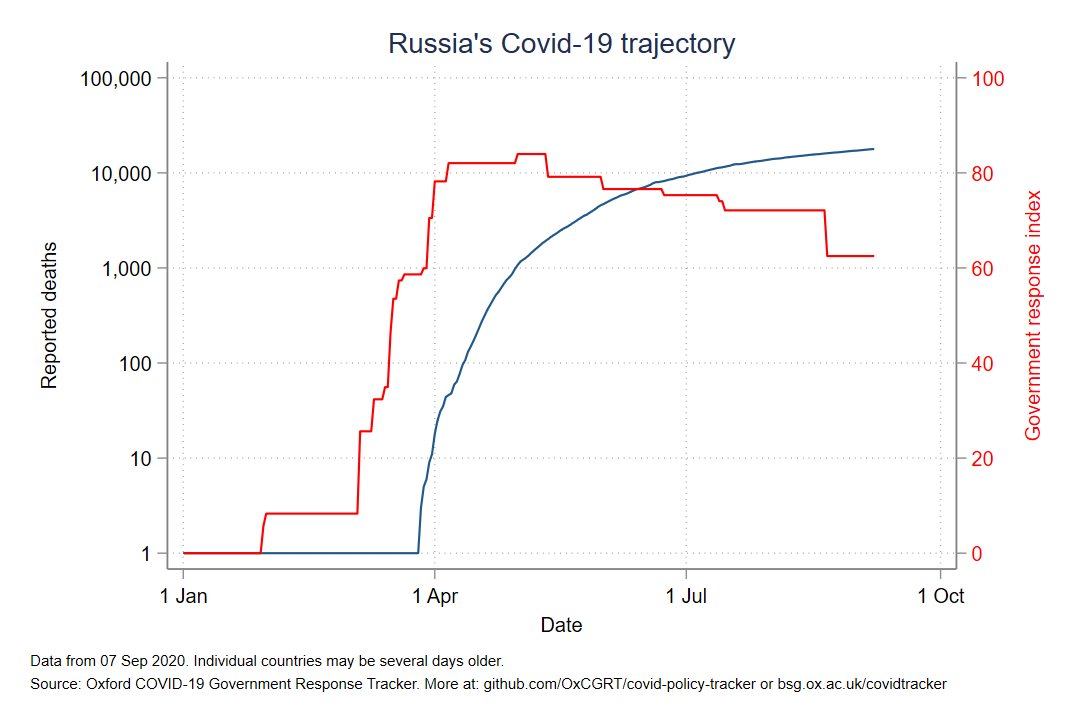 Russia's Covid-19 trajectory
100,000
10,000
1,000
100
10
1
Reported deaths
100
80
60
40
20
0
Government response index
1 Jan
1 Apr
1 Jul
1 Oct
Date
Data from 07 Sep 2020. Individual countries may be several days older.
Source: Oxford COVID-19 Government Response Tracker. More at: github.com/OxCGRT/covid-policy-tracker or bsg.ox.ac.uk/covidtracker